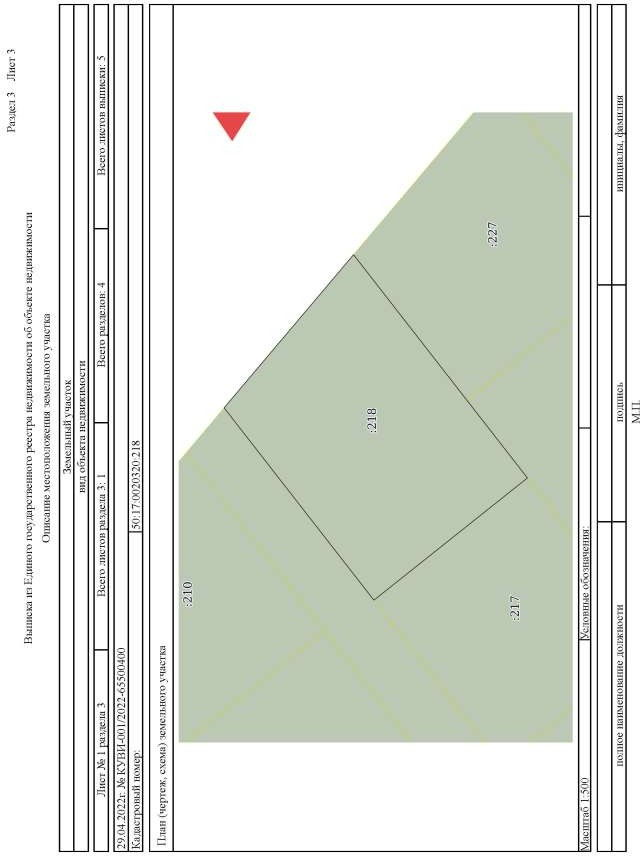 Раздел 3 Лист 3
Выписка из Единого государственного реестра недвижимости об объекте недвижимости
Описание местоположения земельного участка
Земельный участок
вид объекта недвижимости
Лист № 1 раздела 3 Всего листов раздела 3: 1 Всего разделов: 4 Всего листов выписки: 5
29.04.2022г. № КУВИ-001/2022-65500400
Кадастровый номер: 50:17:0020320:218
План (чертеж, схема) земельного участка
:210
:218
:227
:217
Масштаб 1:500 Условные обозначения:
полное наименование должности подпись инициалы, фамилия
М.П.